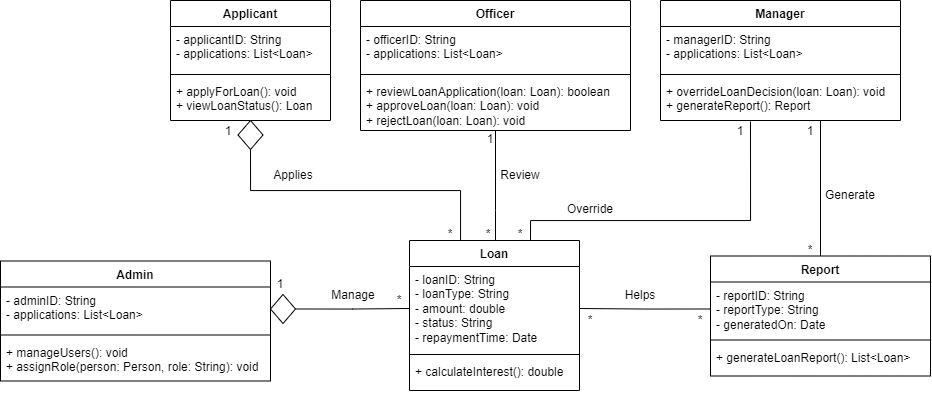 Applicant
- applicantID: String
- applications: List<Loan>
+ applyForLoan(): void
+ viewLoanStatus(): Loan
Officer
- officerID: String
- applications: List<Loan>
+ reviewLoanApplication(loan: Loan): boolean
+ approveLoan(loan: Loan): void
+ rejectLoan(loan: Loan): void
Manager
- managerID: String
- applications: List<Loan>
+ overrideLoanDecision(loan: Loan): void
+ generateReport(): Report
1
1
1
1
Applies
Review
Override
Generate
*
*
*
*
Admin
- adminID: String
- applications: List<Loan>
+ manageUsers(): void
+ assignRole(person: Person, role: String): void
1
Manage
*
Loan
- loanID: String
- loanType: String
- amount: double
- status: String
- repaymentTime: Date
+ calculateInterest(): double
*
Helps
*
Report
- reportID: String
- reportType: String
- generatedOn: Date
+ generateLoanReport(): List<Loan>